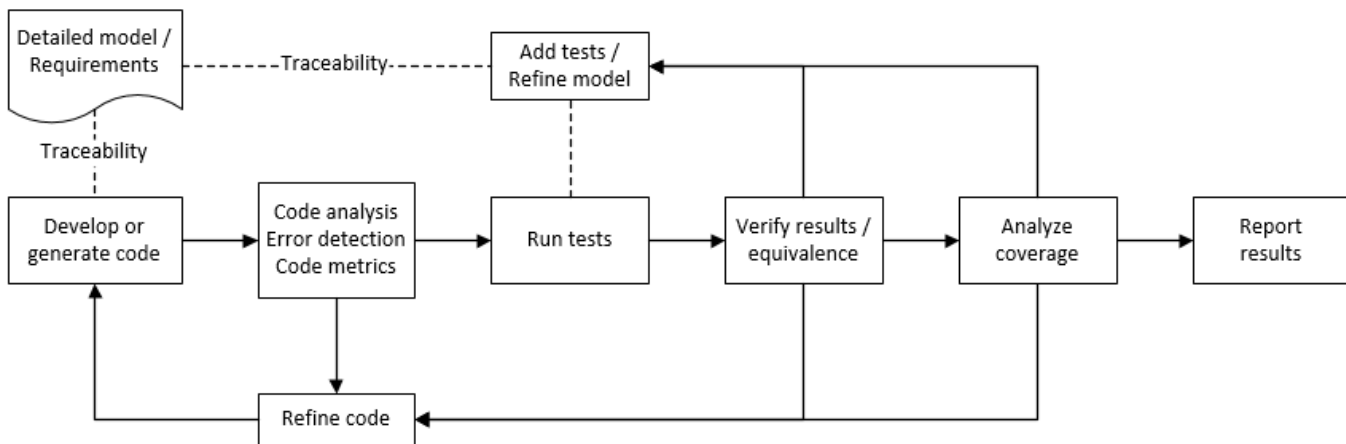 Detailed model /
Requirements
Traceability
Add tests /
Refine model
Traceability
Develop or
generate code
Code analysis
Error detection
Code metrics
Run tests
Verify results /
equivalence
Analyze
coverage
Report
results
Refine code